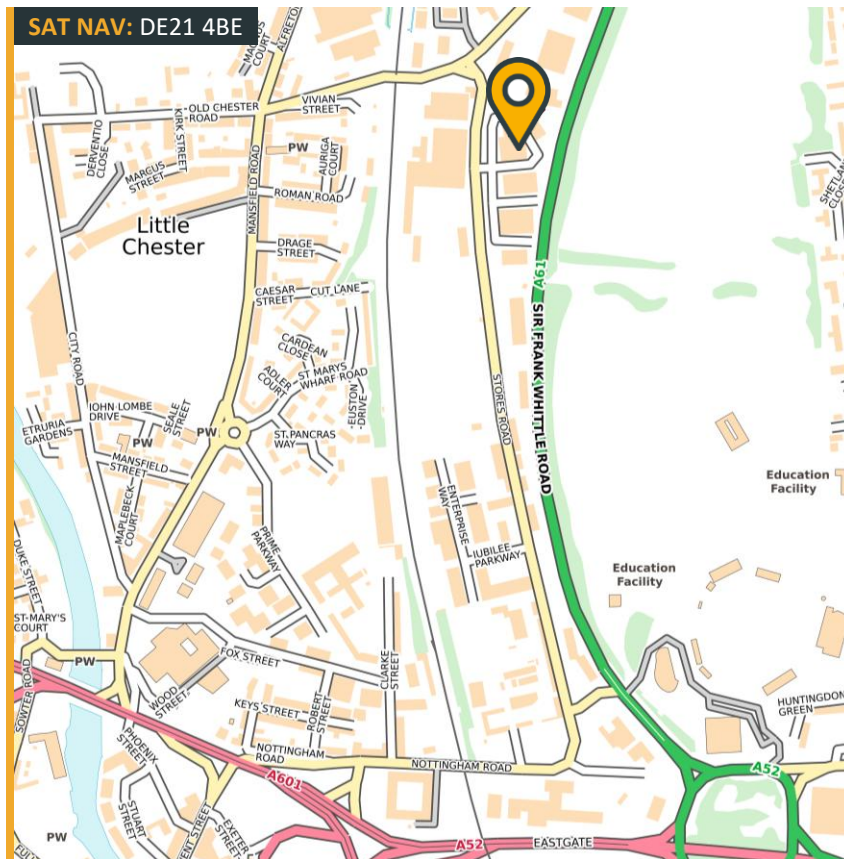 SAT NAV: DE21 4BE
COURT
ALFRETO
OLD CHESTER
ROAD
VIVIAN
STREET
KIRK STREET
DERVENTIO
CLOSE
PW
AURIGA
COURT
MARCUS
STREET
MANSFIELD ROAD
ROMAN ROAD
SHETLAN
CLOSE
Little
Chester
DRAGE
STREET
A61
CAESAR
STREET
CUT LANE
SIR FRANK WHITTLE ROAD
CITY ROAD
CARDEAN
CLOSE
ADLER
COURT
ST MARYS
WHARF ROAD
EUSTON
DRIVE
STORES ROAD
JOHN LOMBE
DRIVE
SEALE
STREET
ETRURIA
GARDENS
PW
PW
ST.PANCRAS
WAY
MANSFIELD
STREET
Education
Facility
ENTERPRISE
WAY
MAPLEBECK
COURT
PRIME
PARKWAY
JUBILEE
PARKWAY
DUKE STREET
Education
Facility
ST-MARY'S
COURT
PW
FOX STREET
CLARKE
STREET
SOWTER ROAD
WOOD
STREET
KEYS STREET
ROBERT
STREET
HUNTINGDON
GREEN
PHOENIX
STREET
NOTTINGHAM
ROAD
NOTTINGHAM ROAD
A601
A52
STUART
STREET
ENT STREET
EXETER
PW
A52
EASTGATE